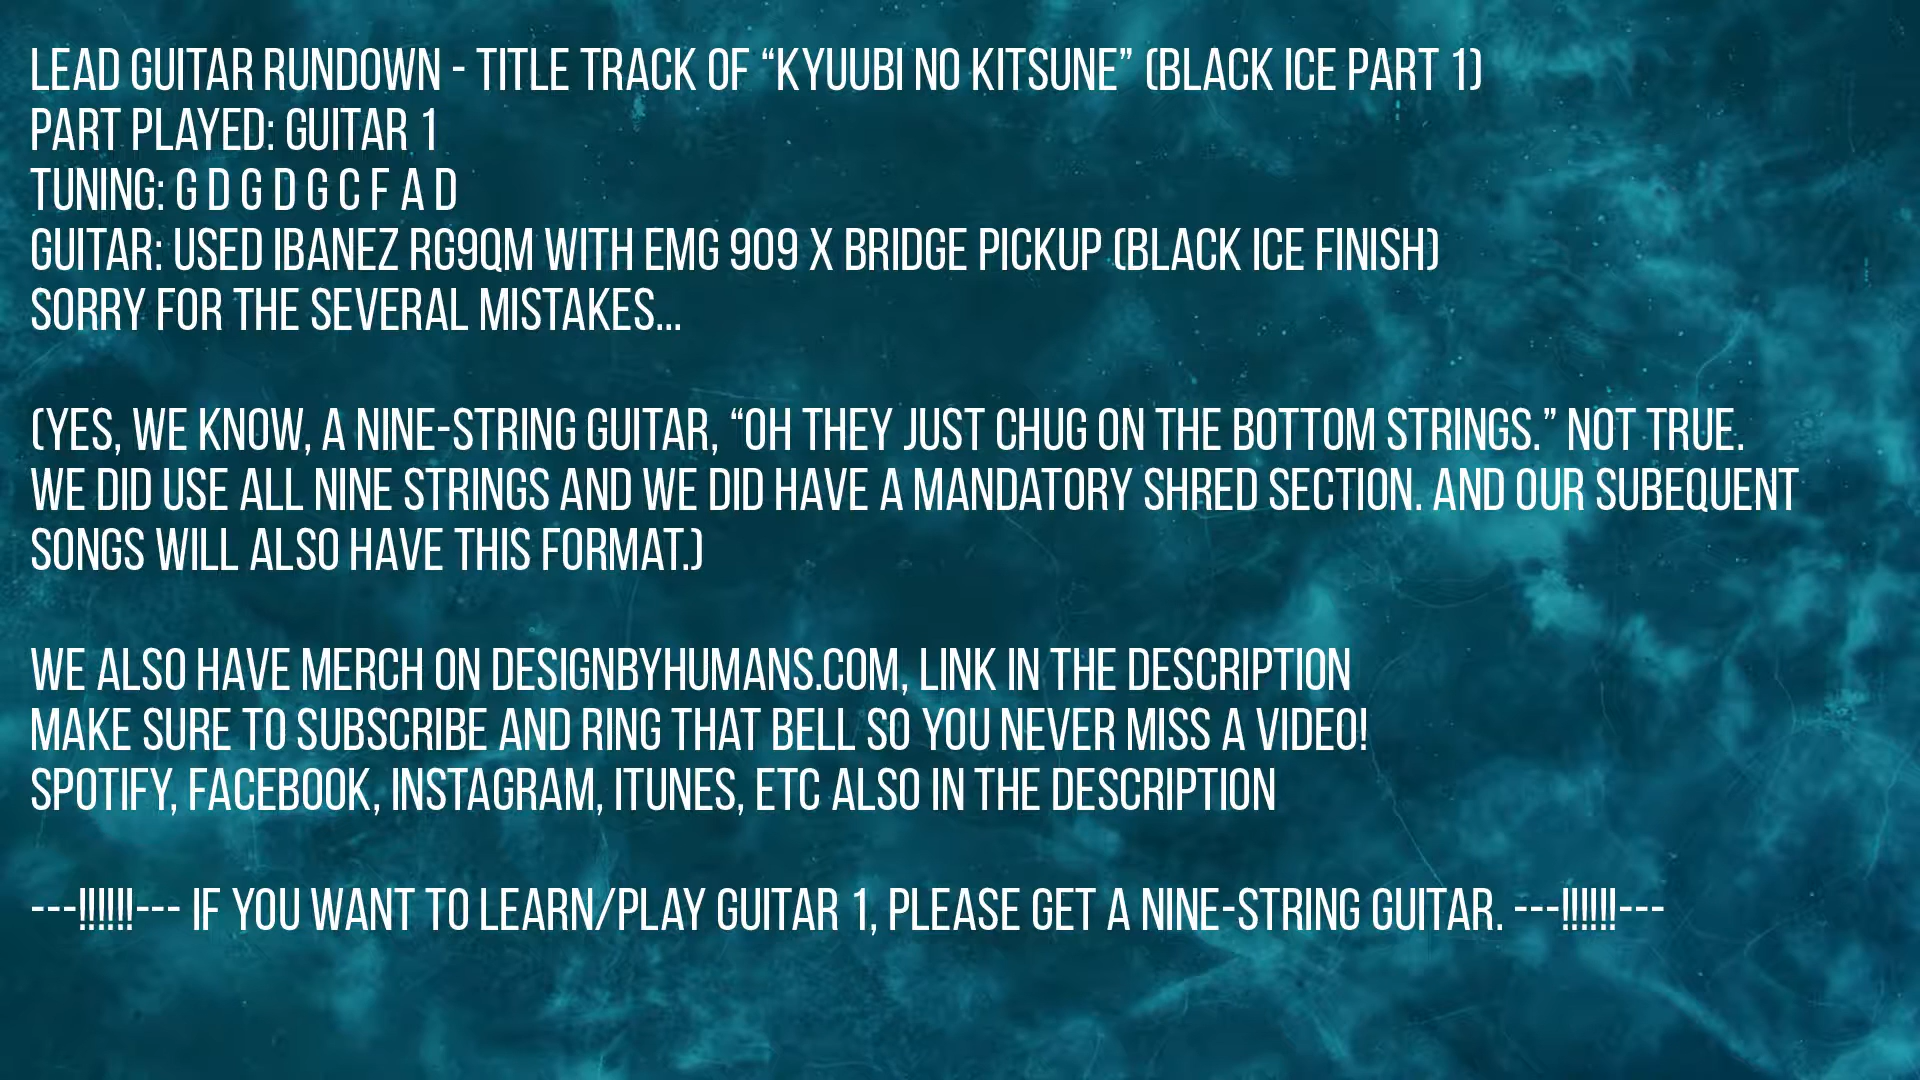 LEAD GUITAR RUNDOWN - TITLE TRACK OF “KYUUBI NO KITSUNE” (BLACK ICE PART 1)
PART PLAYED: GUITAR 1
TUNING: G D G D G C F A D
GUITAR: USED IBANEZ RG9QM WITH EMG 909 X BRIDGE PICKUP (BLACK ICE FINISH)
SORRY FOR THE SEVERAL MISTAKES...
(YES, WE KNOW, A NINE-STRING GUITAR, “OH THEY JUST CHUG ON THE BOTTOM STRINGS.” NOT TRUE.
WE DID USE ALL NINE STRINGS AND WE DID HAVE A MANDATORY SHRED SECTION. AND OUR SUBEQUENT
SONGS WILL ALSO HAVE THIS FORMAT.)
WE ALSO HAVE MERCH ON DESIGNBYHUMANS.COM, LINK IN THE DESCRIPTION
MAKE SURE TO SUBSCRIBE AND RING THAT BELL SO YOU NEVER MISS A VIDEO!
SPOTIFY, FACEBOOK, INSTAGRAM, ITUNES, ETC ALSO IN THE DESCRIPTION
---!!!!!!--- IF YOU WANT TO LEARN/PLAY GUITAR 1, PLEASE GET A NINE-STRING GUITAR. ---!!!!!!---